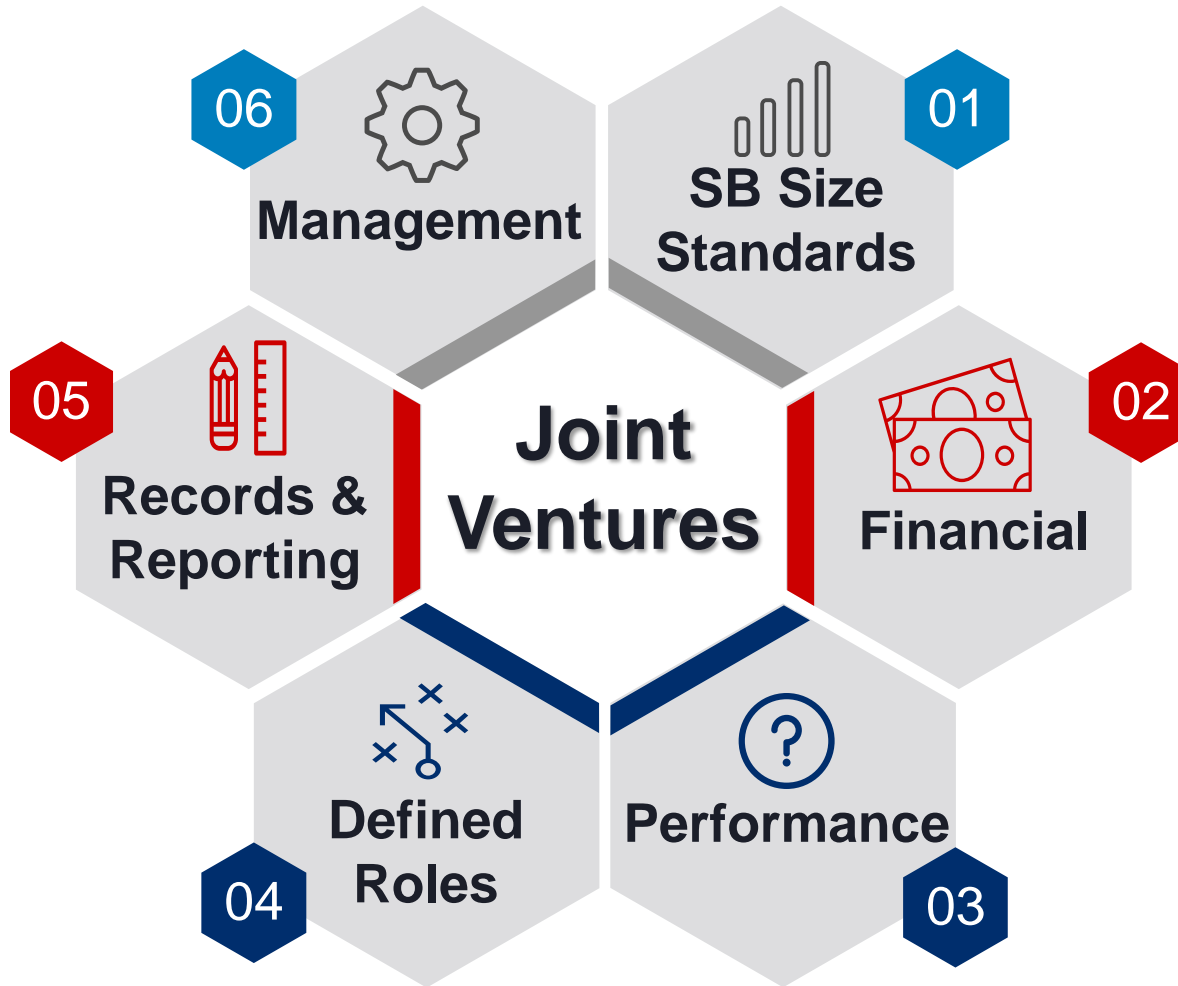 Joint
Ventures
01
SB Size
Standards
02
Financial
03
Performance
04
Defined
Roles
05
Records &
Reporting
06
Management
?